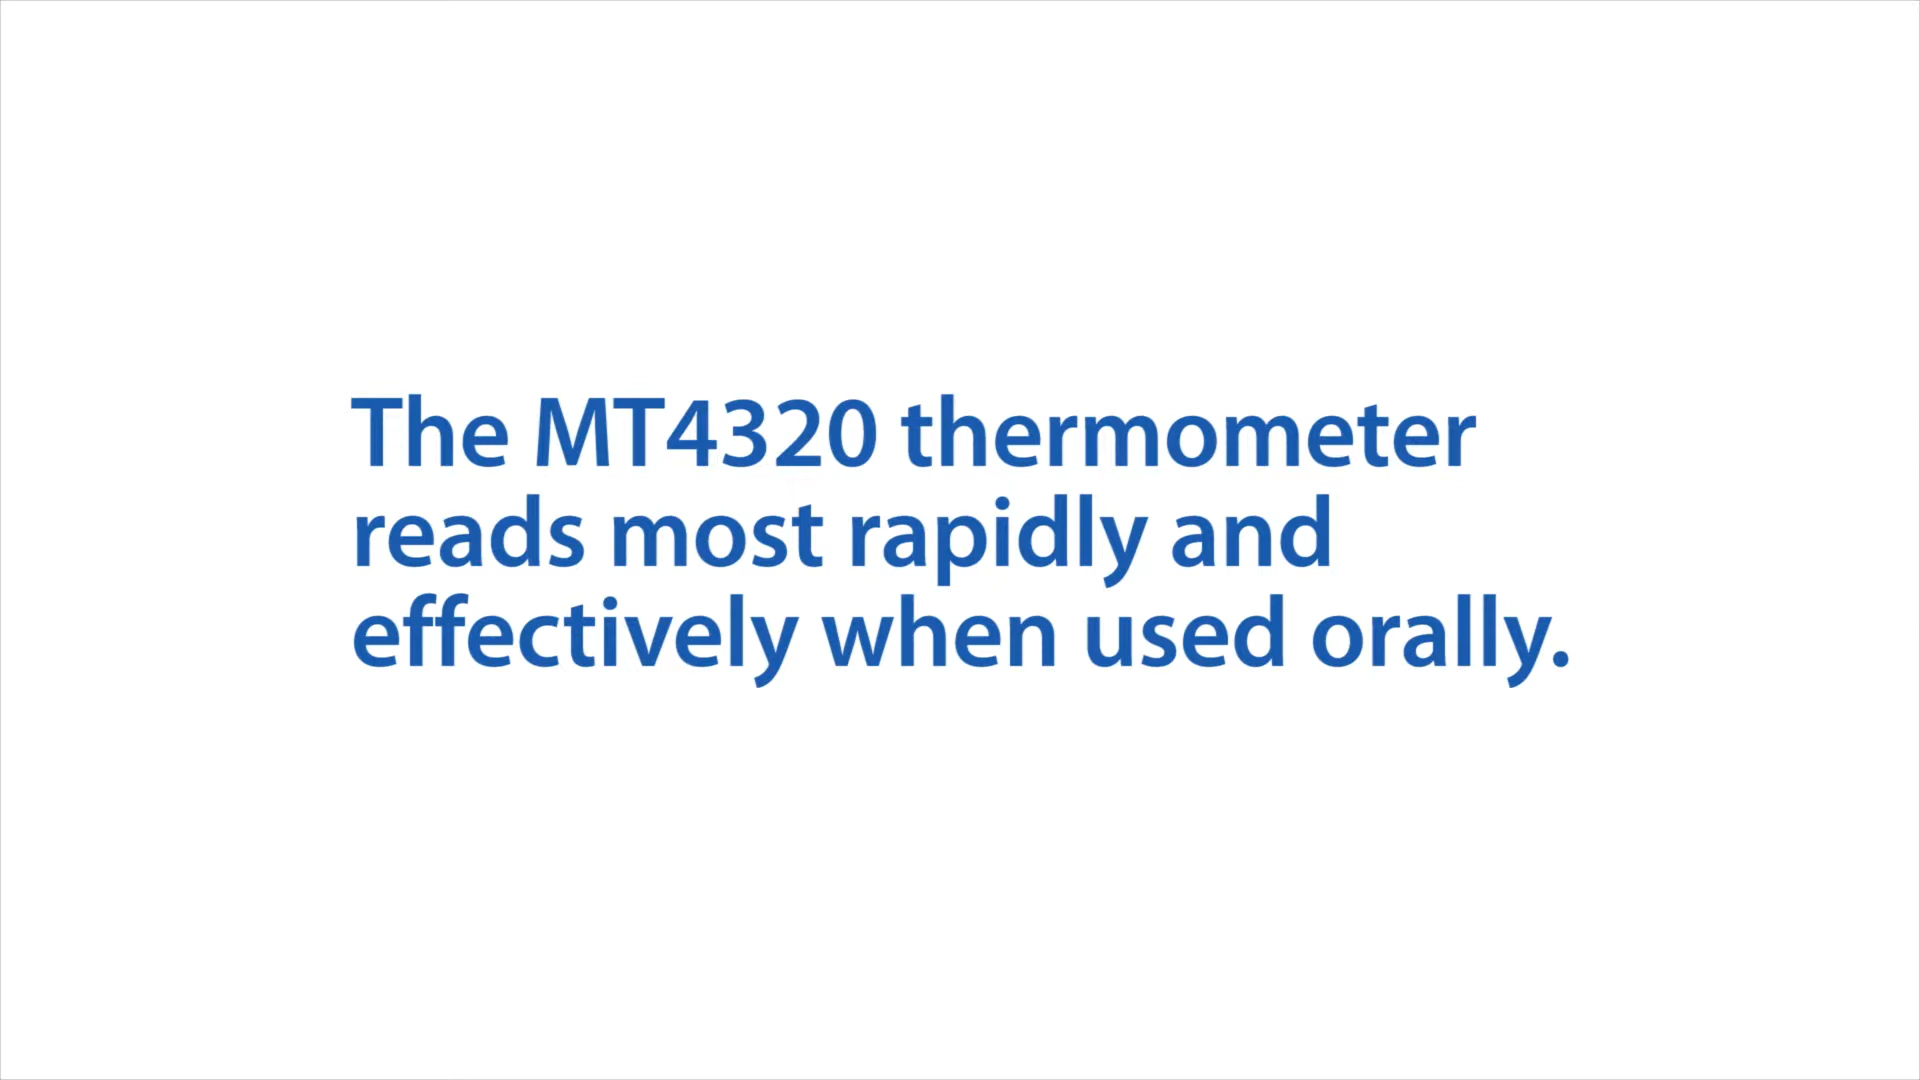 The MT4320 thermometer
reads most rapidly and
effectively when used orally.